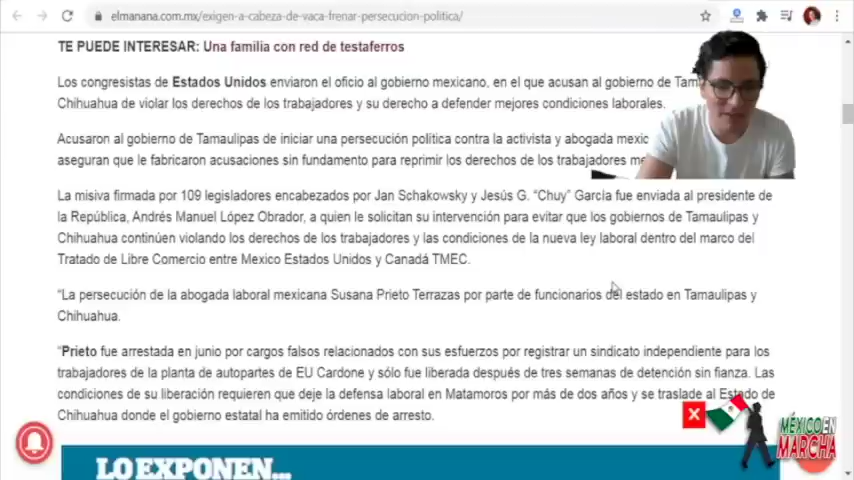 elmanana.com.mx/exigen-a-cabeza-de-vaca-frenar-persecucion-politica/
TE PUEDE INTERESAR: Una familia con red de testaferros
Los congresistas de Estados Unidos enviaron el oficio al gobierno mexicano, en el que acusan al gobierno de Tam
Chihuahua de violar los derechos de los trabajadores y su derecho a defender mejores condiciones laborales.
Acusaron al gobierno de Tamaulipas de iniciar una persecución política contra la activista y abogada mexic
aseguran que le fabricaron acusaciones sin fundamento para reprimir los derechos de los trabajadores me
La misiva firmada por 109 legisladores encabezados por Jan Schakowsky y Jesús G. “Chuy” García fue enviada al presidente de
la República, Andrés Manuel López Obrador, a quien le solicitan su intervención para evitar que los gobiernos de Tamaulipas y
Chihuahua continúen violando los derechos de los trabajadores y las condiciones de la nueva ley laboral dentro del marco del
Tratado de Libre Comercio entre Mexico Estados Unidos y Canadá TMEC.
“La persecución de la abogada laboral mexicana Susana Prieto Terrazas por parte de funcionarios del estado en Tamaulipas y
Chihuahua.
“Prieto fue arrestada en junio por cargos falsos relacionados con sus esfuerzos por registrar un sindicato independiente para los
trabajadores de la planta de autopartes de EU Cardone y sólo fue liberada después de tres semanas de detención sin fianza. Las
condiciones de su liberación requieren que deje la defensa laboral en Matamoros por más de dos años y se traslade al Estado de
Chihuahua donde el gobierno estatal ha emitido órdenes de arresto.
LO EXPONEN...
MÉXICO EN
MARCHA